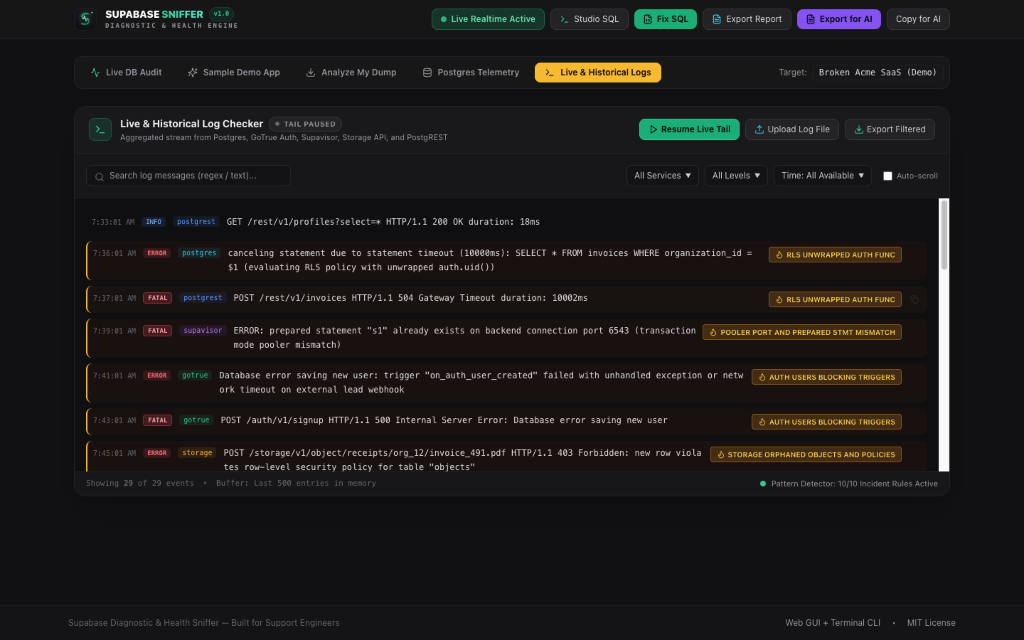 SUPABASE SNIFFER v1.0
DIAGNOSTIC & HEALTH ENGINE
Live Realtime Active
Studio SQL
Fix SQL
Export Report
Export for AI
Copy for AI
Live DB Audit
Sample Demo App
Analyze My Dump
Postgres Telemetry
Live & Historical Logs
Target: Broken Acme SaaS (Demo)
Live & Historical Log Checker
TAIL PAUSED
Aggregated stream from Postgres, GoTrue Auth, Supavisor, Storage API, and PostgREST
Resume Live Tail
Upload Log File
Export Filtered
Search log messages (regex / text)...
All Services ▼
All Levels ▼
Time: All Available ▼
Auto-scroll
7:33:01 AM INFO postgrest GET /rest/v1/profiles?select=* HTTP/1.1 200 OK duration: 18ms
7:36:01 AM ERROR postgres canceling statement due to statement timeout (10000ms): SELECT * FROM invoices WHERE organization_id =
$1 (evaluating RLS policy with unwrapped auth.uid())
RLS UNWRAPPED AUTH FUNC
7:37:01 AM FATAL postgrest POST /rest/v1/invoices HTTP/1.1 504 Gateway Timeout duration: 10002ms
RLS UNWRAPPED AUTH FUNC
7:39:01 AM FATAL supavisor ERROR: prepared statement "s1" already exists on backend connection port 6543 (transaction
mode pooler mismatch)
POOLER PORT AND PREPARED STMT MISMATCH
7:41:01 AM ERROR gotrue Database error saving new user: trigger "on_auth_user_created" failed with unhandled exception or netw
ork timeout on external lead webhook
AUTH USERS BLOCKING TRIGGERS
7:43:01 AM FATAL gotrue POST /auth/v1/signup HTTP/1.1 500 Internal Server Error: Database error saving new user
AUTH USERS BLOCKING TRIGGERS
7:45:01 AM ERROR storage POST /storage/v1/object/receipts/org_12/invoice_491.pdf HTTP/1.1 403 Forbidden: new row viola
tes row-level security policy for table "objects"
STORAGE ORPHANED OBJECTS AND POLICIES
Showing 29 of 29 events • Buffer: Last 500 entries in memory
Pattern Detector: 10/10 Incident Rules Active
Supabase Diagnostic & Health Sniffer — Built for Support Engineers
Web GUI + Terminal CLI • MIT License